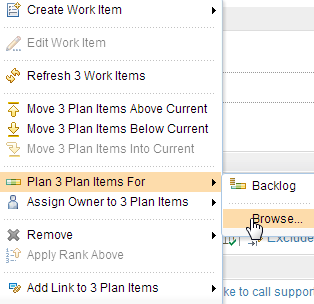 Create Work Item
Edit Work Item
Refresh 3 Work Items
Move 3 Plan Items Above Current
Move 3 Plan Items Below Current
Move 3 Plan Items Into Current
Plan 3 Plan Items For
Backlog
Assign Owner to 3 Plan Items
Browse...
Remove
Exclude
Apply Rank Above
Add Link to 3 Plan Items
ke to call suppor